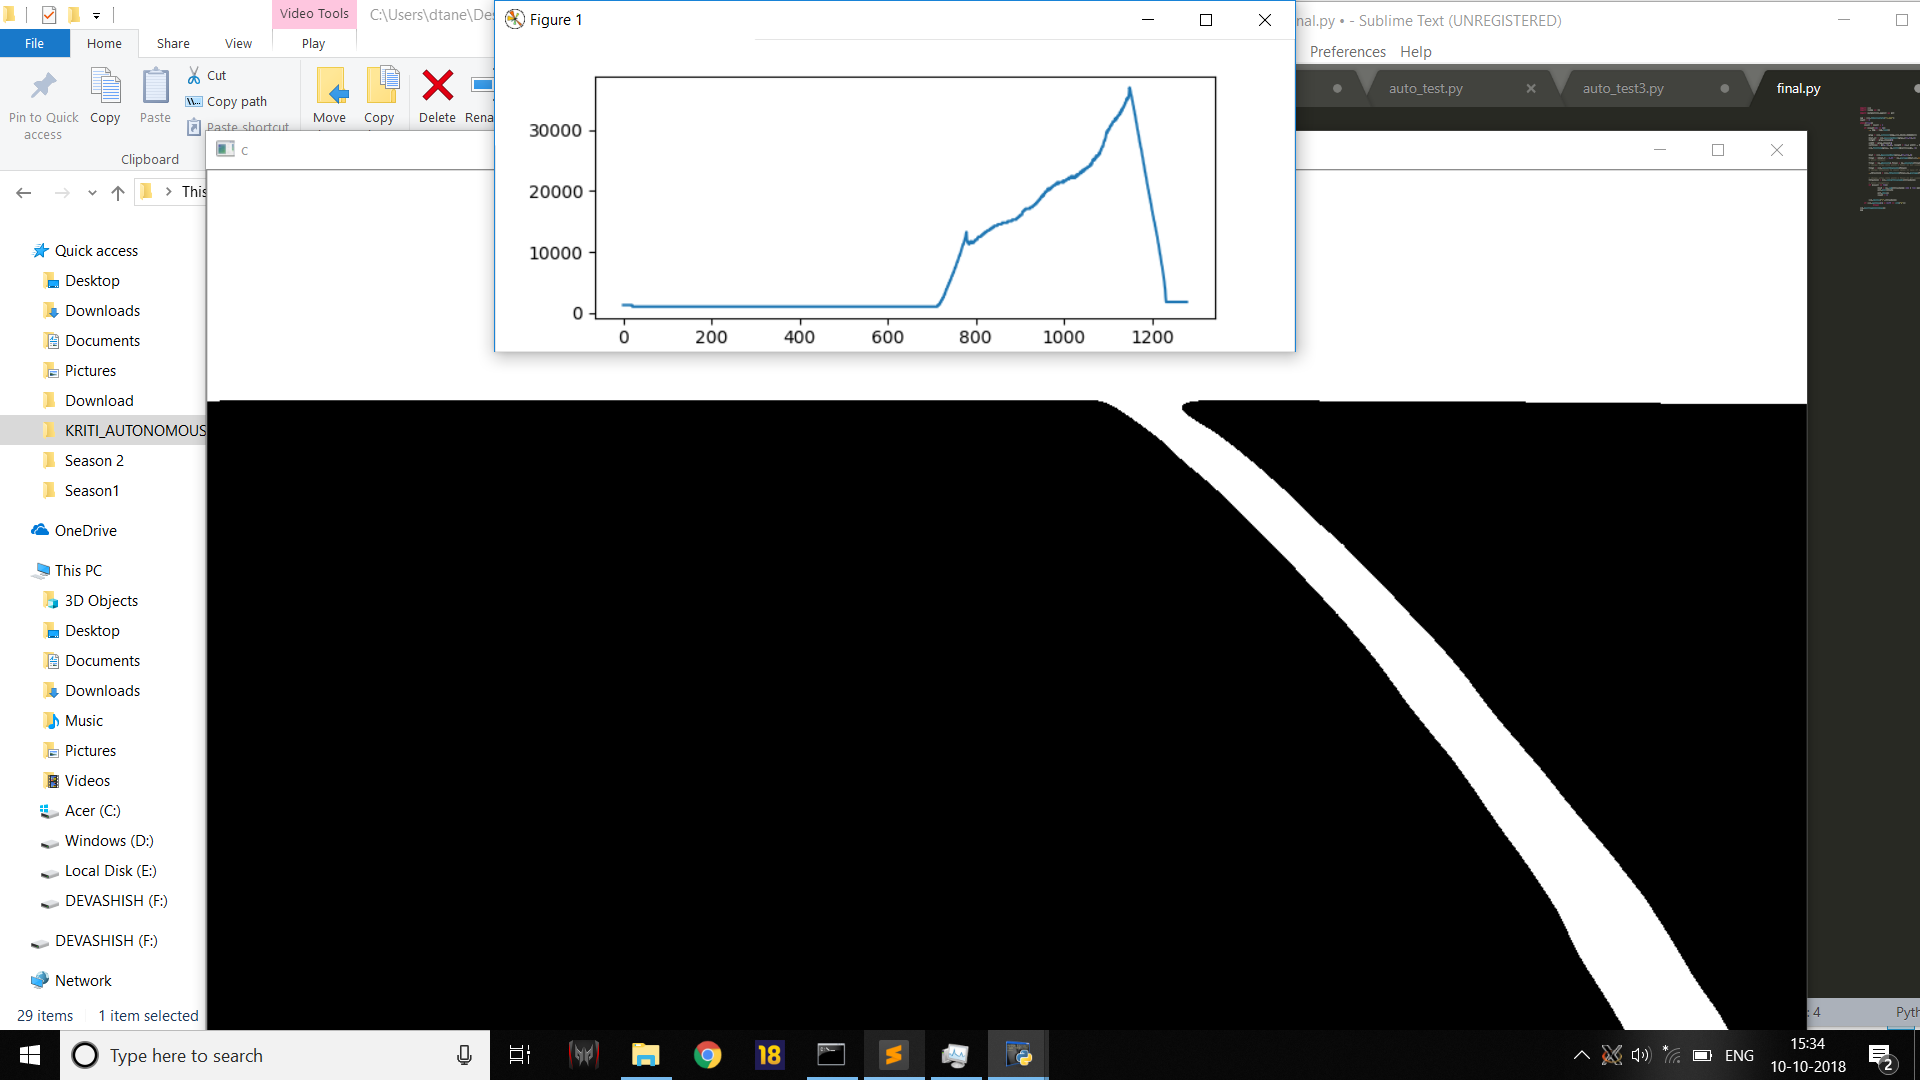 Video Tools
C:\Users\dtane\Des
File
Home
Share
View
Play
Pin to Quick
access
Copy
Paste
Cut
Copy path
Paste shortcut
Clipboard
Move
Copy
Delete
Rena
This
Figure 1
30000
20000
10000
0
0
200
400
600
800
1000
1200
nal.py • - Sublime Text (UNREGISTERED)
Preferences
Help
auto_test.py
auto_test3.py
final.py
c
Quick access
Desktop
Downloads
Documents
Pictures
Download
KRITI_AUTONOMOUS
Season 2
Season1
OneDrive
This PC
3D Objects
Desktop
Documents
Downloads
Music
Pictures
Videos
Acer (C:)
Windows (D:)
Local Disk (E:)
DEVASHISH (F:)
DEVASHISH (F:)
Network
29 items
1 item selected
: 4
Pyth
Type here to search
18
ENG
15:34
10-10-2018
2